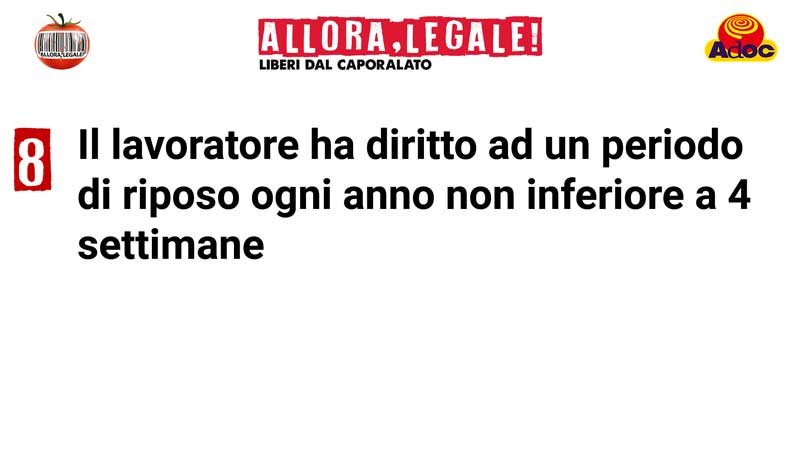 ALLORA,LEGALE!
ALLORA,LEGALE!
LIBERI DAL CAPORALATO
Adoc
8
Il lavoratore ha diritto ad un periodo
di riposo ogni anno non inferiore a 4
settimane